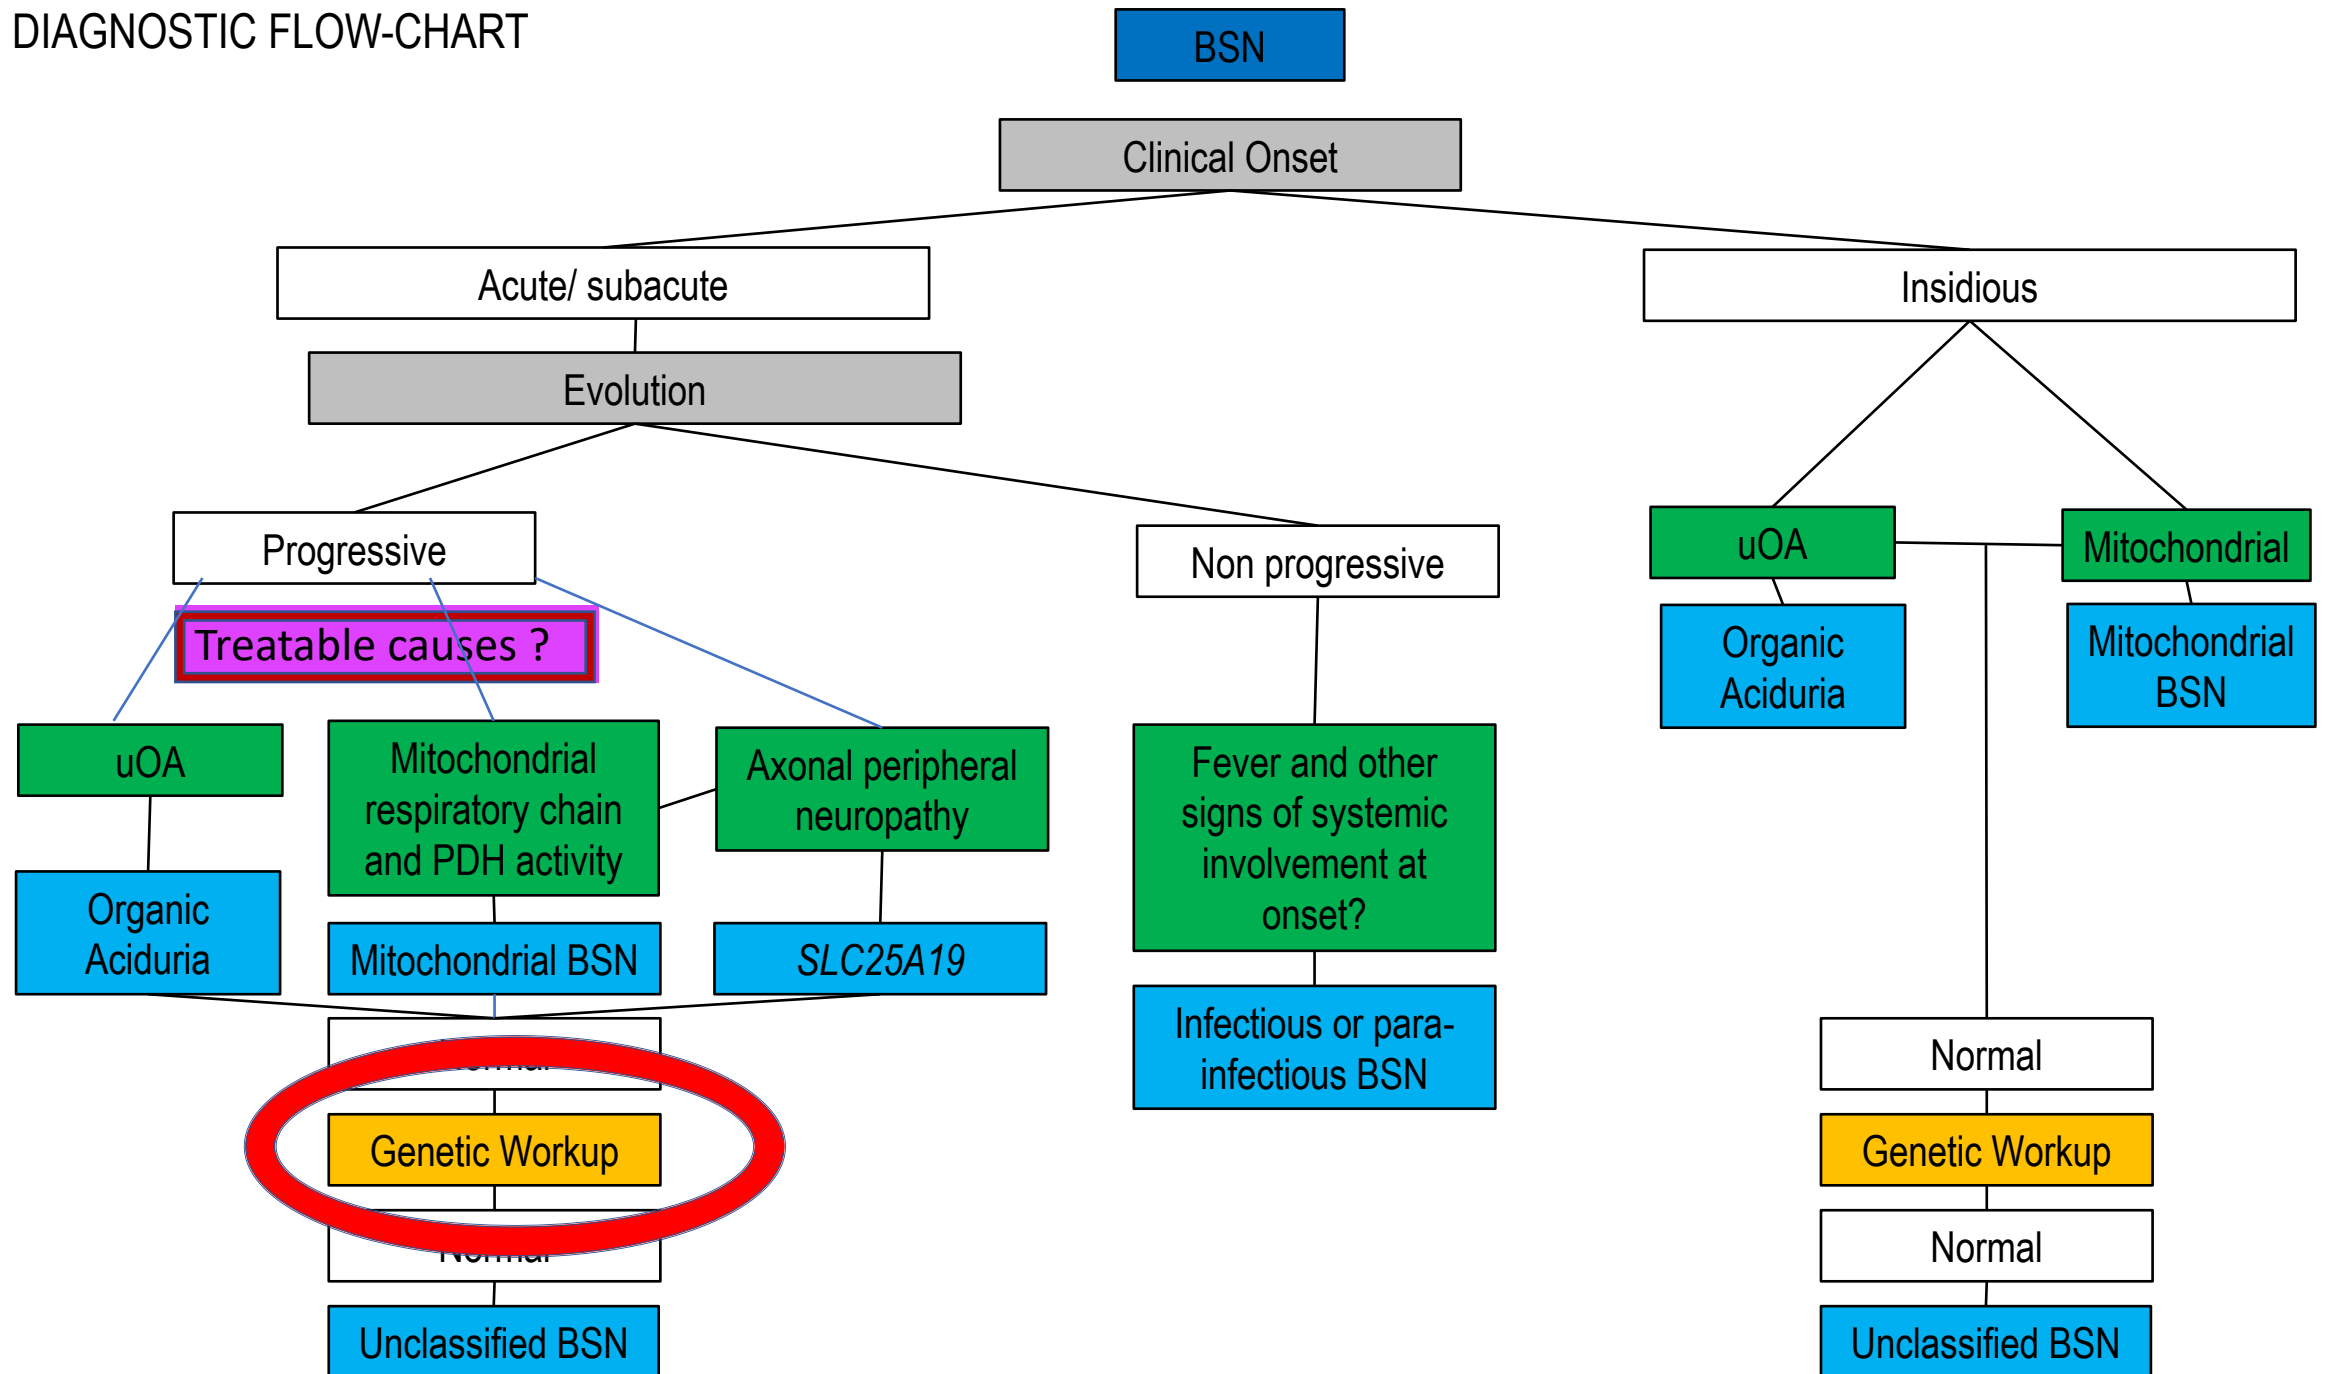 DIAGNOSTIC FLOW-CHART
BSN
Clinical Onset
Acute/ subacute
Insidious
Evolution
Progressive
Non progressive
uOA
Mitochondrial
Treatable causes ?
Organic
Aciduria
Mitochondrial
BSN
uOA
Mitochondrial
respiratory chain
and PDH activity
Axonal peripheral
neuropathy
Fever and other
signs of systemic
involvement at
onset?
Organic
Aciduria
Mitochondrial BSN
SLC25A19
Infectious or para-
infectious BSN
Normal
Normal
Genetic Workup
Genetic Workup
Normal
Normal
Unclassified BSN
Unclassified BSN